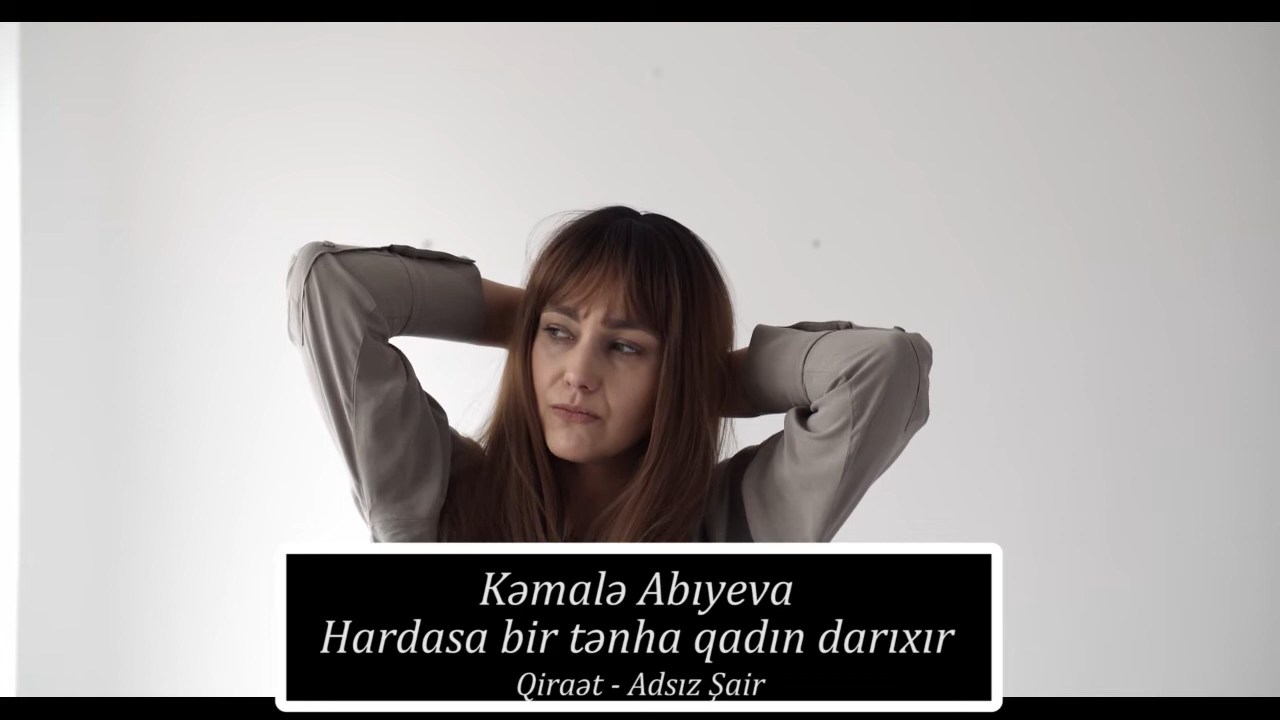 Kəmalə Abıyeva
Hardasa bir tənha qadın darıxır
Qiraət - Adsız Şair